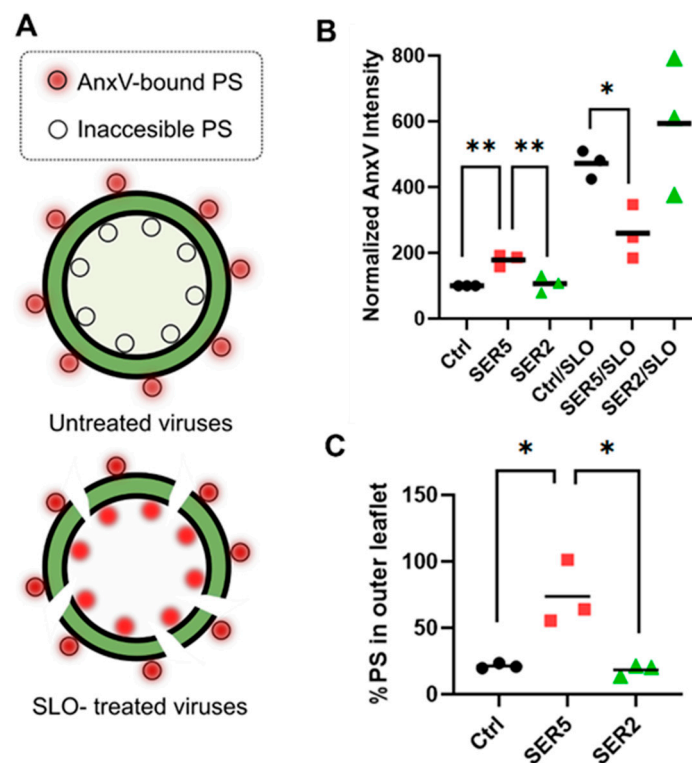 A
AnxV-bound PS
Inaccesible PS
Untreated viruses
SLO- treated viruses
B
Normalized AnxV Intensity
800
600
400
200
0
**
**
*
Ctrl
SER5
SER2
Ctrl/SLO
SER5/SLO
SER2/SLO
C
%PS in outer leaflet
150
100
50
0
*
*
Ctrl
SER5
SER2